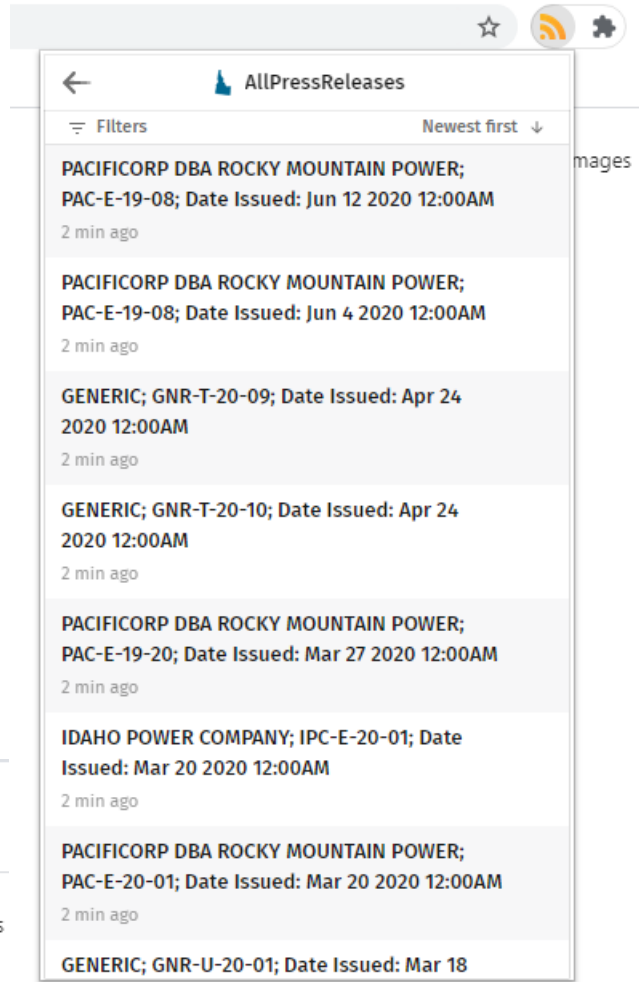 AllPressReleases
Filters Newest first ↓
mages
PACIFICORP DBA ROCKY MOUNTAIN POWER;
PAC-E-19-08; Date Issued: Jun 12 2020 12:00AM
2 min ago
PACIFICORP DBA ROCKY MOUNTAIN POWER;
PAC-E-19-08; Date Issued: Jun 4 2020 12:00AM
2 min ago
GENERIC; GNR-T-20-09; Date Issued: Apr 24
2020 12:00AM
2 min ago
GENERIC; GNR-T-20-10; Date Issued: Apr 24
2020 12:00AM
2 min ago
PACIFICORP DBA ROCKY MOUNTAIN POWER;
PAC-E-19-20; Date Issued: Mar 27 2020 12:00AM
2 min ago
IDAHO POWER COMPANY; IPC-E-20-01; Date
Issued: Mar 20 2020 12:00AM
2 min ago
PACIFICORP DBA ROCKY MOUNTAIN POWER;
PAC-E-20-01; Date Issued: Mar 20 2020 12:00AM
2 min ago
s
GENERIC; GNR-U-20-01; Date Issued: Mar 18